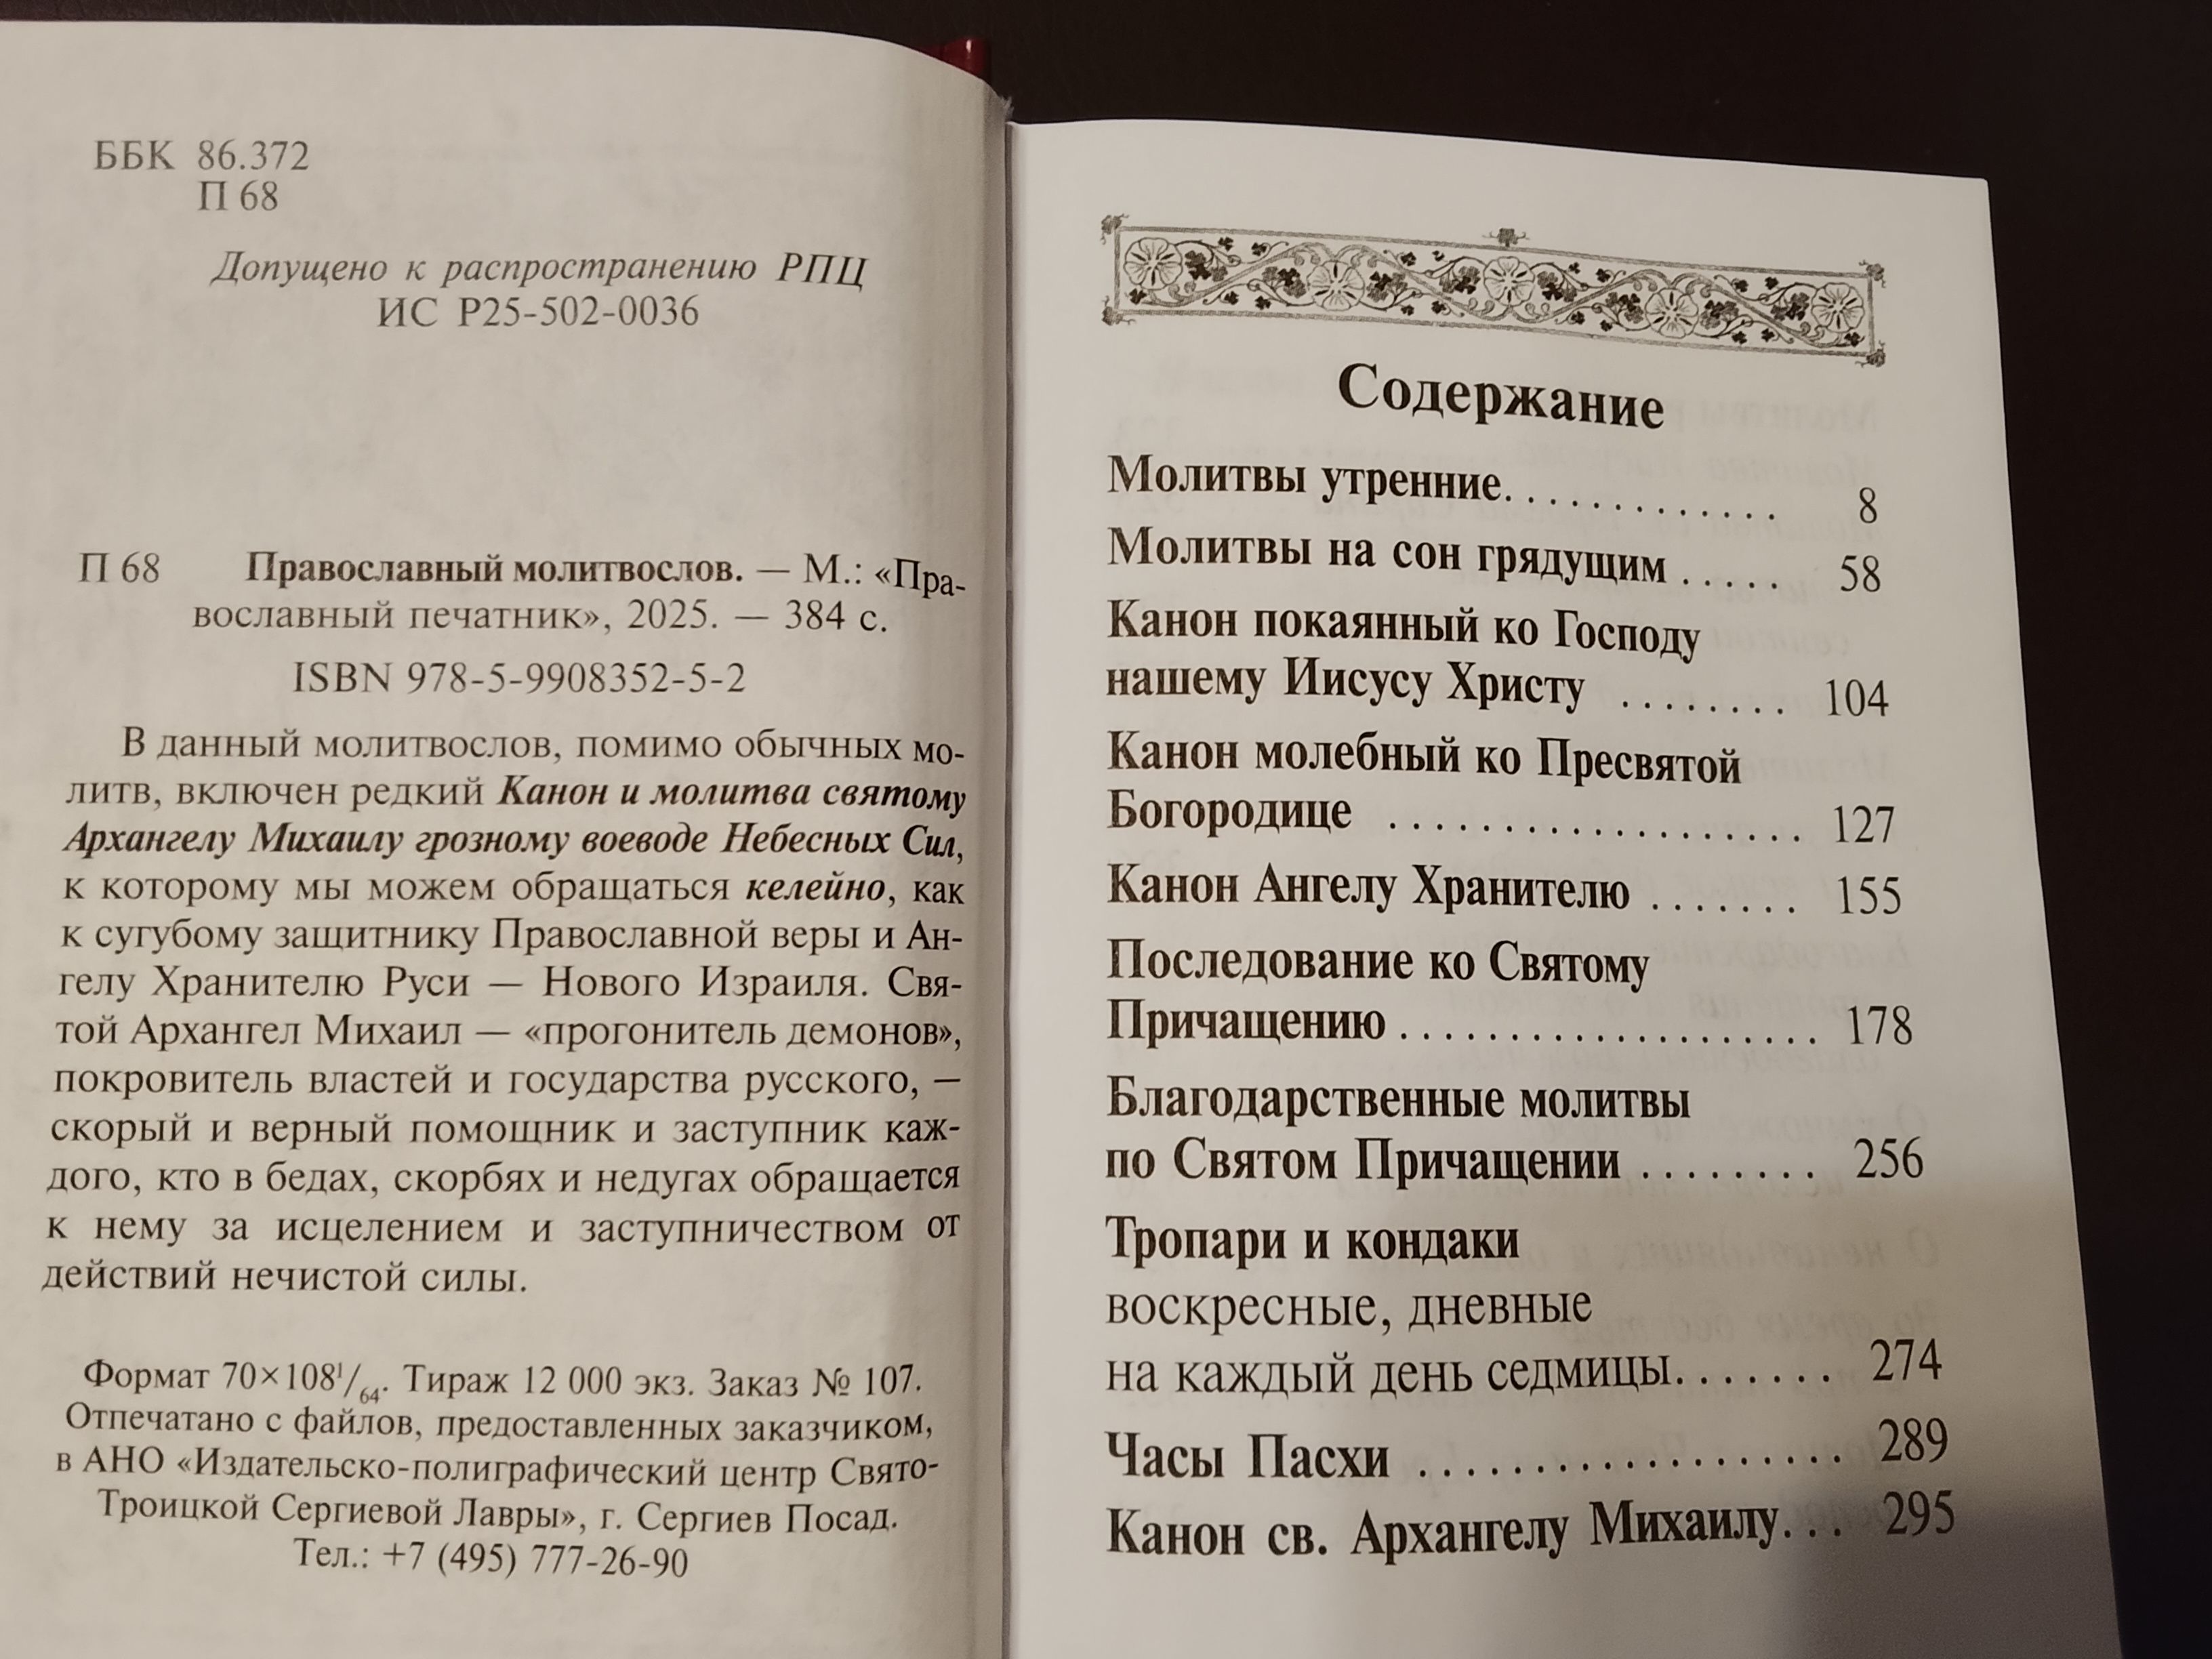 ББК 86.372
П 68
Допущено к распространению РПЦ
ИС Р25-502-0036
П 68 Православный молитвослов. — М.: «Пра-
вославный печатник», 2025. — 384 с.
ISBN 978-5-9908352-5-2
В данный молитвослов, помимо обычных мо-
литв, включен редкий Канон и молитва святому
Архангелу Михаилу грозному воеводе Небесных Сил,
к которому мы можем обращаться келейно, как
к сугубому защитнику Православной веры и Ан-
гелу Хранителю Руси — Нового Израиля. Свя-
той Архангел Михаил — «прогонитель демонов»,
покровитель властей и государства русского, —
скорый и верный помощник и заступник каж-
дого, кто в бедах, скорбях и недугах обращается
к нему за исцелением и заступничеством от
действий нечистой силы.
Формат 70×108 1/64. Тираж 12 000 экз. Заказ № 107.
Отпечатано с файлов, предоставленных заказчиком,
в АНО «Издательско-полиграфический центр Свято-
Троицкой Сергиевой Лавры», г. Сергиев Посад.
Тел.: +7 (495) 777-26-90
Содержание
Молитвы утренние. . . . . . . . . . . . . 8
Молитвы на сон грядущим . . . . . 58
Канон покаянный ко Господу
нашему Иисусу Христу . . . . . . . . 104
Канон молебный ко Пресвятой
Богородице . . . . . . . . . . . . . . . . . . . 127
Канон Ангелу Хранителю . . . . . . . 155
Последование ко Святому
Причащению . . . . . . . . . . . . . . . . . . . 178
Благодарственные молитвы
по Святом Причащении . . . . . . . . 256
Тропари и кондаки
воскресные, дневные
на каждый день седмицы. . . . . . . 274
Часы Пасхи . . . . . . . . . . . . . . . . . . . 289
Канон св. Архангелу Михаилу. . . 295